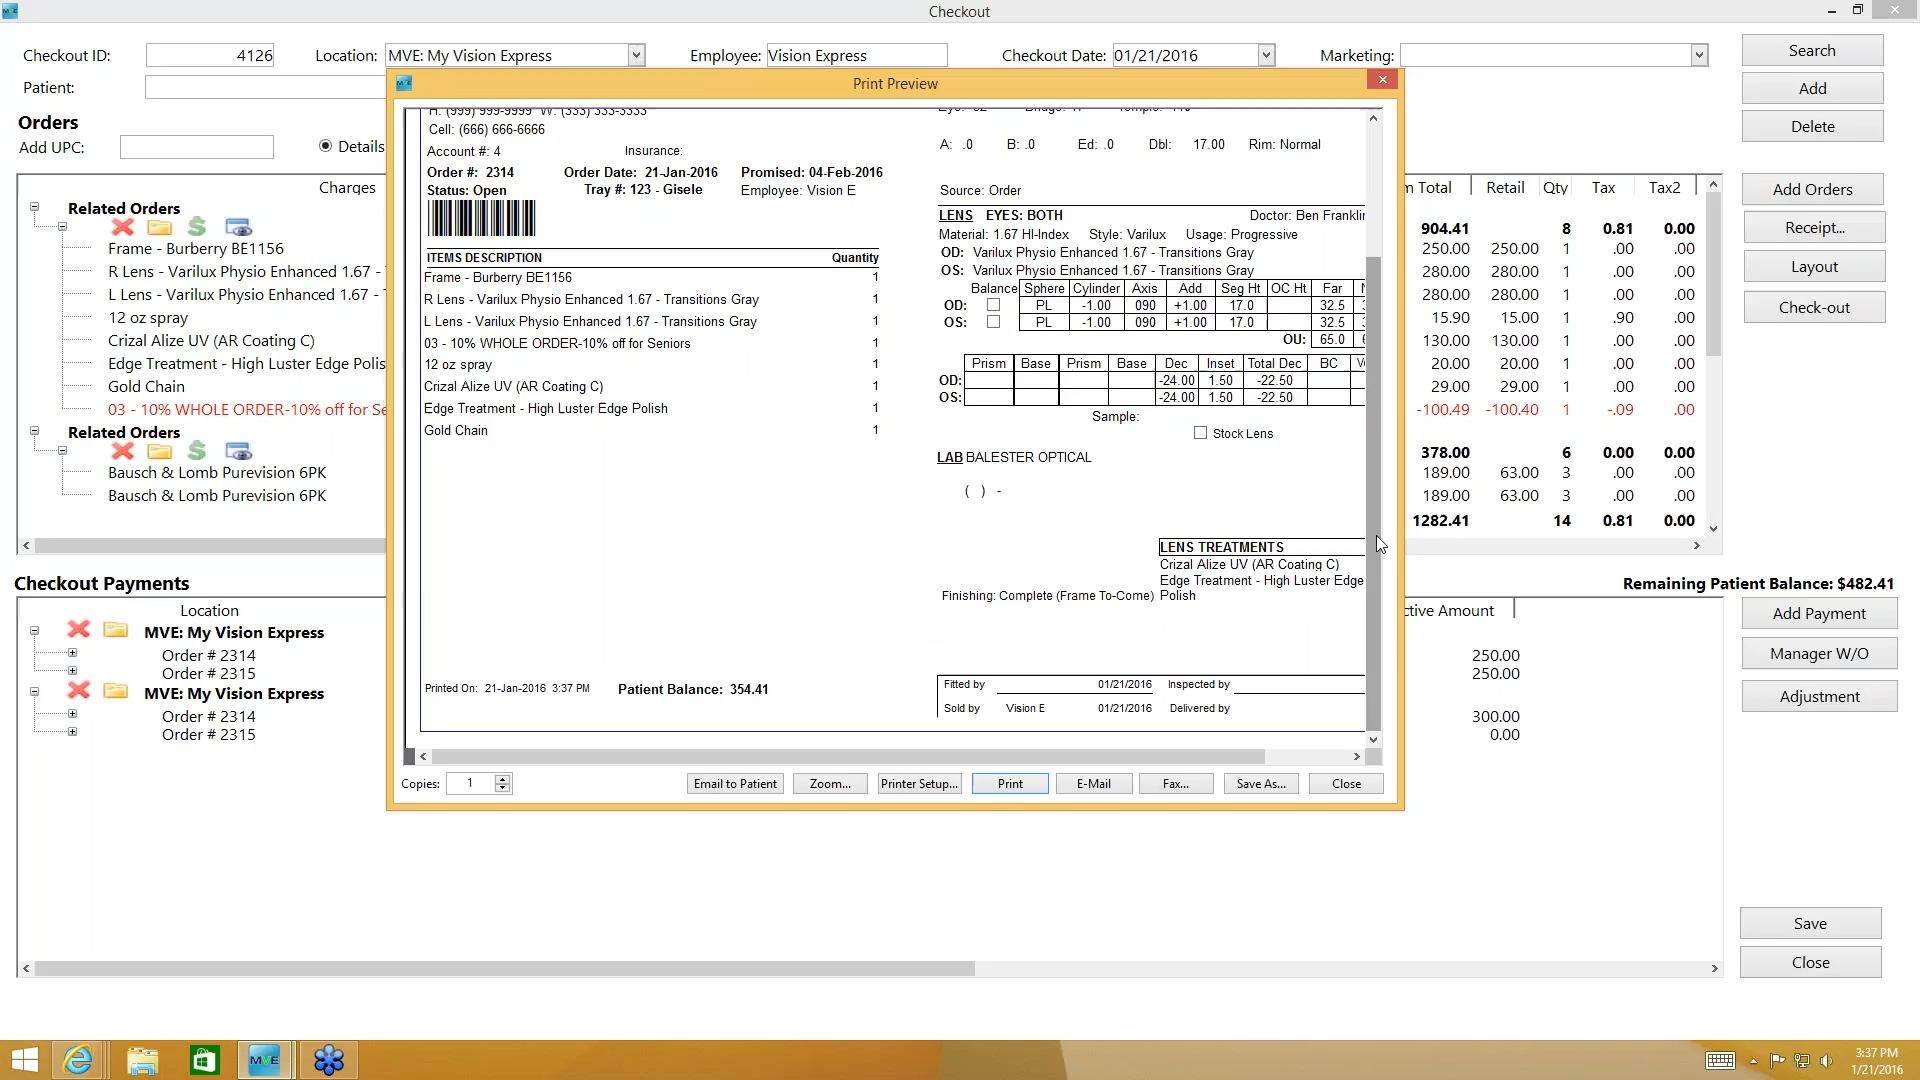 Checkout
Checkout ID: 4126 Location: MVE: My Vision Express Employee: Vision Express Checkout Date: 01/21/2016 Marketing:
Patient:
Orders
Add UPC: Details
Search
Add
Delete
Add Orders
Receipt...
Layout
Check-out
Charges
Related Orders
Frame - Burberry BE1156
R Lens - Varilux Physio Enhanced 1.67 -
L Lens - Varilux Physio Enhanced 1.67 -
12 oz spray
Crizal Alize UV (AR Coating C)
Edge Treatment - High Luster Edge Polis
Gold Chain
03 - 10% WHOLE ORDER-10% off for Se
Related Orders
Bausch & Lomb Purevision 6PK
Bausch & Lomb Purevision 6PK
m Total Retail Qty Tax Tax2
904.41 8 0.81 0.00
250.00 250.00 1 .00 .00
280.00 280.00 1 .00 .00
280.00 280.00 1 .00 .00
15.90 15.00 1 .90 .00
130.00 130.00 1 .00 .00
20.00 20.00 1 .00 .00
29.00 29.00 1 .00 .00
-100.49 -100.40 1 -.09 .00
378.00 6 0.00 0.00
189.00 63.00 3 .00 .00
189.00 63.00 3 .00 .00
1282.41 14 0.81 0.00
Print Preview
H: (999) 999-9999 W: (333) 333-3333
Cell: (666) 666-6666
Account #: 4 Insurance:
Order #: 2314 Order Date: 21-Jan-2016 Promised: 04-Feb-2016
Status: Open Tray #: 123 - Gisele Employee: Vision E
ITEMS DESCRIPTION Quantity
Frame - Burberry BE1156 1
R Lens - Varilux Physio Enhanced 1.67 - Transitions Gray 1
L Lens - Varilux Physio Enhanced 1.67 - Transitions Gray 1
03 - 10% WHOLE ORDER-10% off for Seniors 1
12 oz spray 1
Crizal Alize UV (AR Coating C) 1
Edge Treatment - High Luster Edge Polish 1
Gold Chain 1
Printed On: 21-Jan-2016 3:37 PM Patient Balance: 354.41
A: .0 B: .0 Ed: .0 Dbl: 17.00 Rim: Normal
Source: Order
LENS EYES: BOTH Doctor: Ben Franklin
Material: 1.67 HI-Index Style: Varilux Usage: Progressive
OD: Varilux Physio Enhanced 1.67 - Transitions Gray
OS: Varilux Physio Enhanced 1.67 - Transitions Gray
Balance Sphere Cylinder Axis Add Seg Ht OC Ht Far
OD: PL -1.00 090 +1.00 17.0 32.5
OS: PL -1.00 090 +1.00 17.0 32.5
OU: 65.0
Prism Base Prism Base Dec Inset Total Dec BC
OD: -24.00 1.50 -22.50
OS: -24.00 1.50 -22.50
Sample:
Stock Lens
LAB BALESTER OPTICAL
( ) -
LENS TREATMENTS
Crizal Alize UV (AR Coating C)
Edge Treatment - High Luster Edge
Finishing: Complete (Frame To-Come) Polish
Fitted by 01/21/2016 Inspected by
Sold by Vision E 01/21/2016 Delivered by
Copies: 1 Email to Patient Zoom... Printer Setup... Print E-Mail Fax... Save As... Close
Checkout Payments
Remaining Patient Balance: $482.41
Location
MVE: My Vision Express
Order # 2314
Order # 2315
MVE: My Vision Express
Order # 2314
Order # 2315
ctive Amount
250.00
250.00
300.00
0.00
Add Payment
Manager W/O
Adjustment
Save
Close
MVE
3:37 PM
1/21/2016